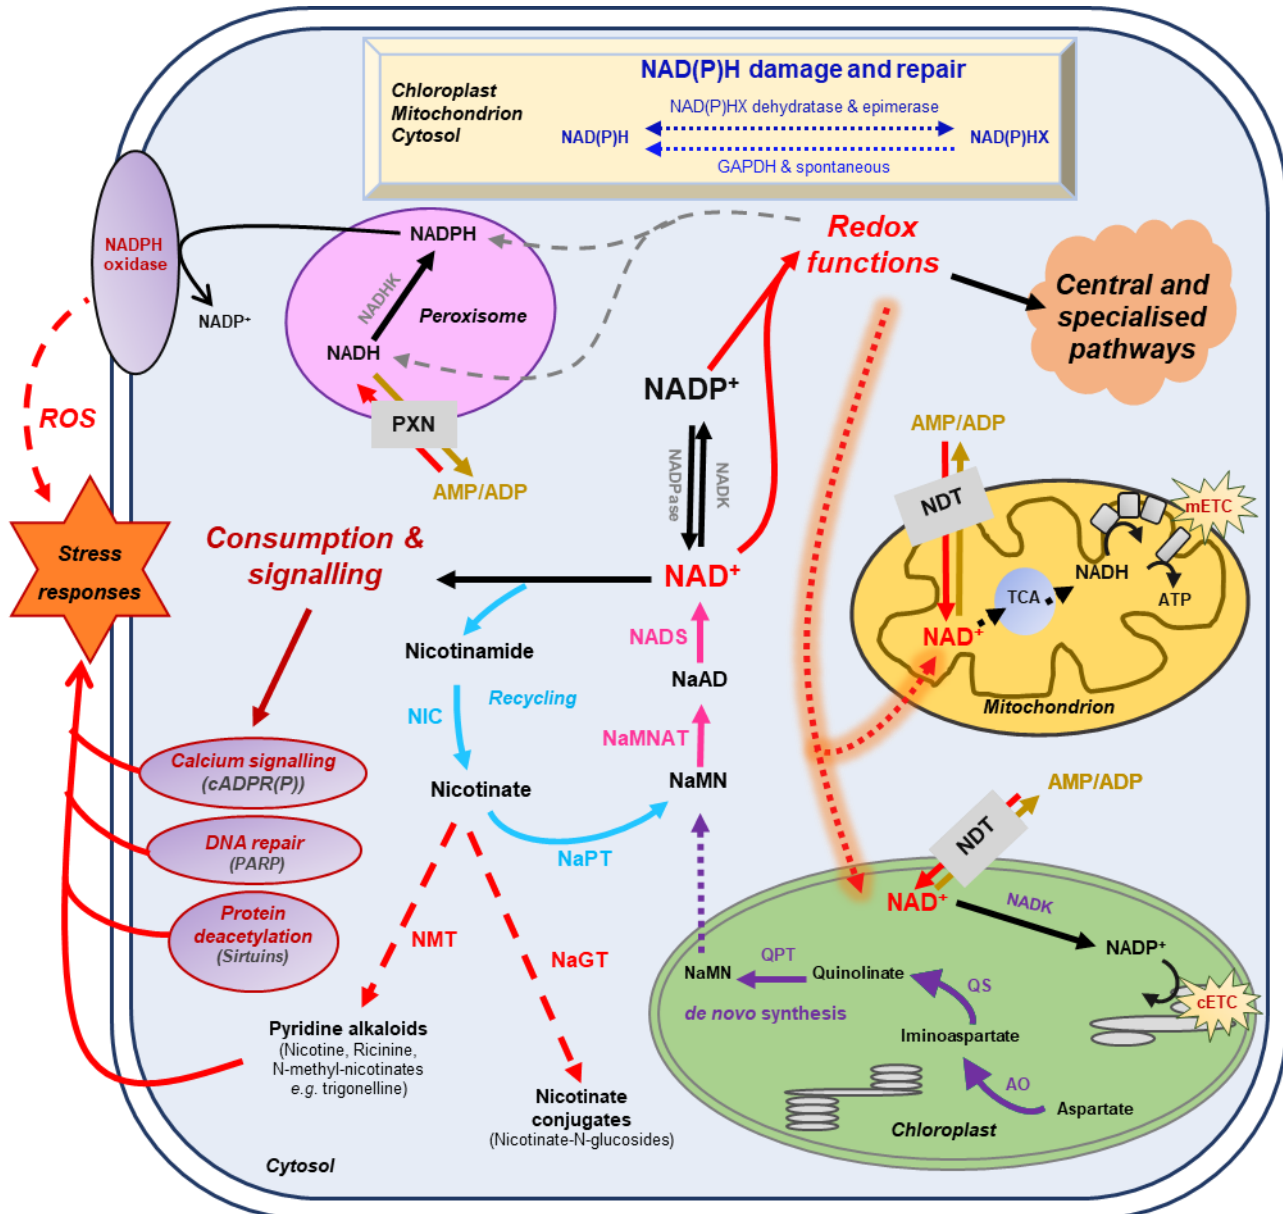 NAD(P)H damage and repair
Chloroplast
Mitochondrion
Cytosol
NAD(P)HX dehydratase & epimerase
NAD(P)H
NAD(P)HX
GAPDH & spontaneous
NADPH
oxidase
NADP⁺
NADPH
NADHK
Peroxisome
NADH
PXN
AMP/ADP
Redox
functions
Central and
specialised
pathways
ROS
Stress
responses
NADP⁺
NADPase
NADK
Consumption &
signalling
NAD⁺
AMP/ADP
NDT
mETC
NADH
TCA
ATP
NAD⁺
Mitochondrion
Nicotinamide
NADS
NaAD
NIC
Recycling
NaMNAT
Nicotinate
NaMN
NaPT
Calcium signalling
(cADPR(P))
DNA repair
(PARP)
Protein
deacetylation
(Sirtuins)
NMT
NaGT
AMP/ADP
NDT
NAD⁺
NADK
NADP⁺
cETC
NaMN
QPT
Quinolinate
QS
de novo synthesis
Iminoaspartate
AO
Aspartate
Chloroplast
Pyridine alkaloids
(Nicotine, Ricinine,
N-methyl-nicotinates
e.g. trigonelline)
Nicotinate
conjugates
(Nicotinate-N-glucosides)
Cytosol